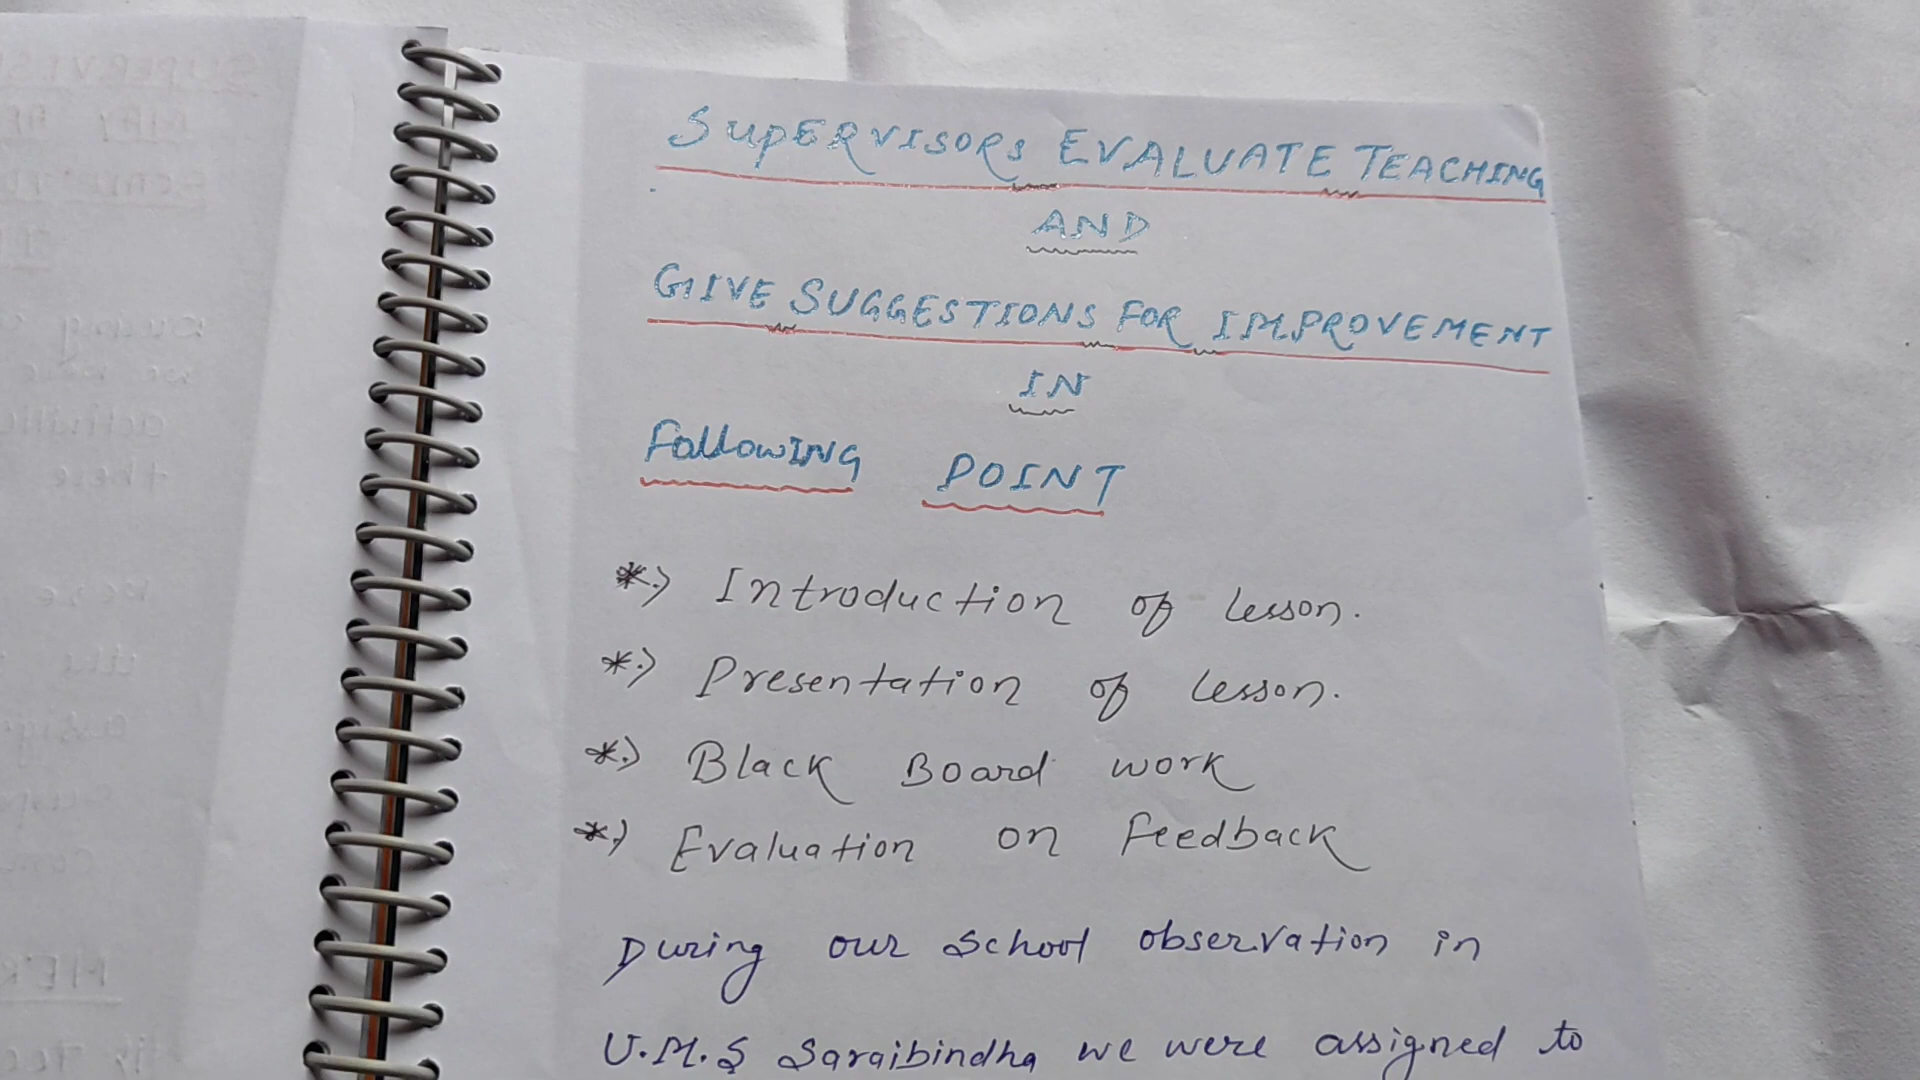 SUPERVISORS EVALUATE TEACHING
AND
GIVE SUGGESTIONS FOR IMPROVEMENT
IN
Following POINT
*.) Introduction of lesson.
*.) Presentation of lesson.
*.) Black Board work
*.) Evaluation on feedback
During our school observation in
U.M.S Saraibindha we were assigned to